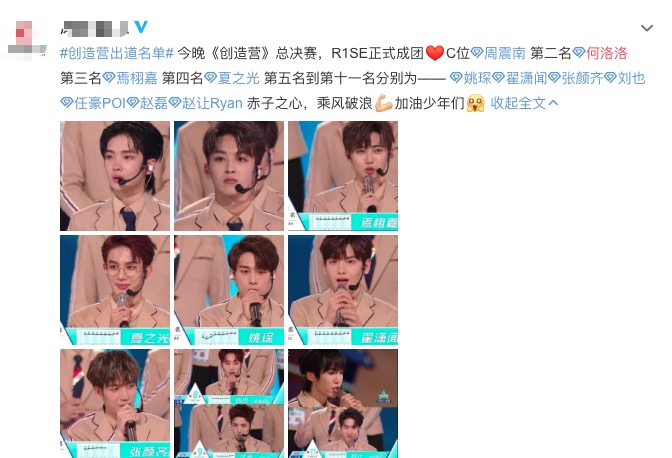 #创造营出道名单# 今晚《创造营》总决赛，R1SE正式成团❤C位周震南 第二名何洛洛
第三名焉栩嘉 第四名夏之光 第五名到第十一名分别为—— 姚琛翟潇闻张颜齐刘也
任豪POI赵磊赵让Ryan 赤子之心，乘风破浪💪加油少年们😱 收起全文
焉栩嘉
夏之光
姚琛
翟潇闻
张颜齐